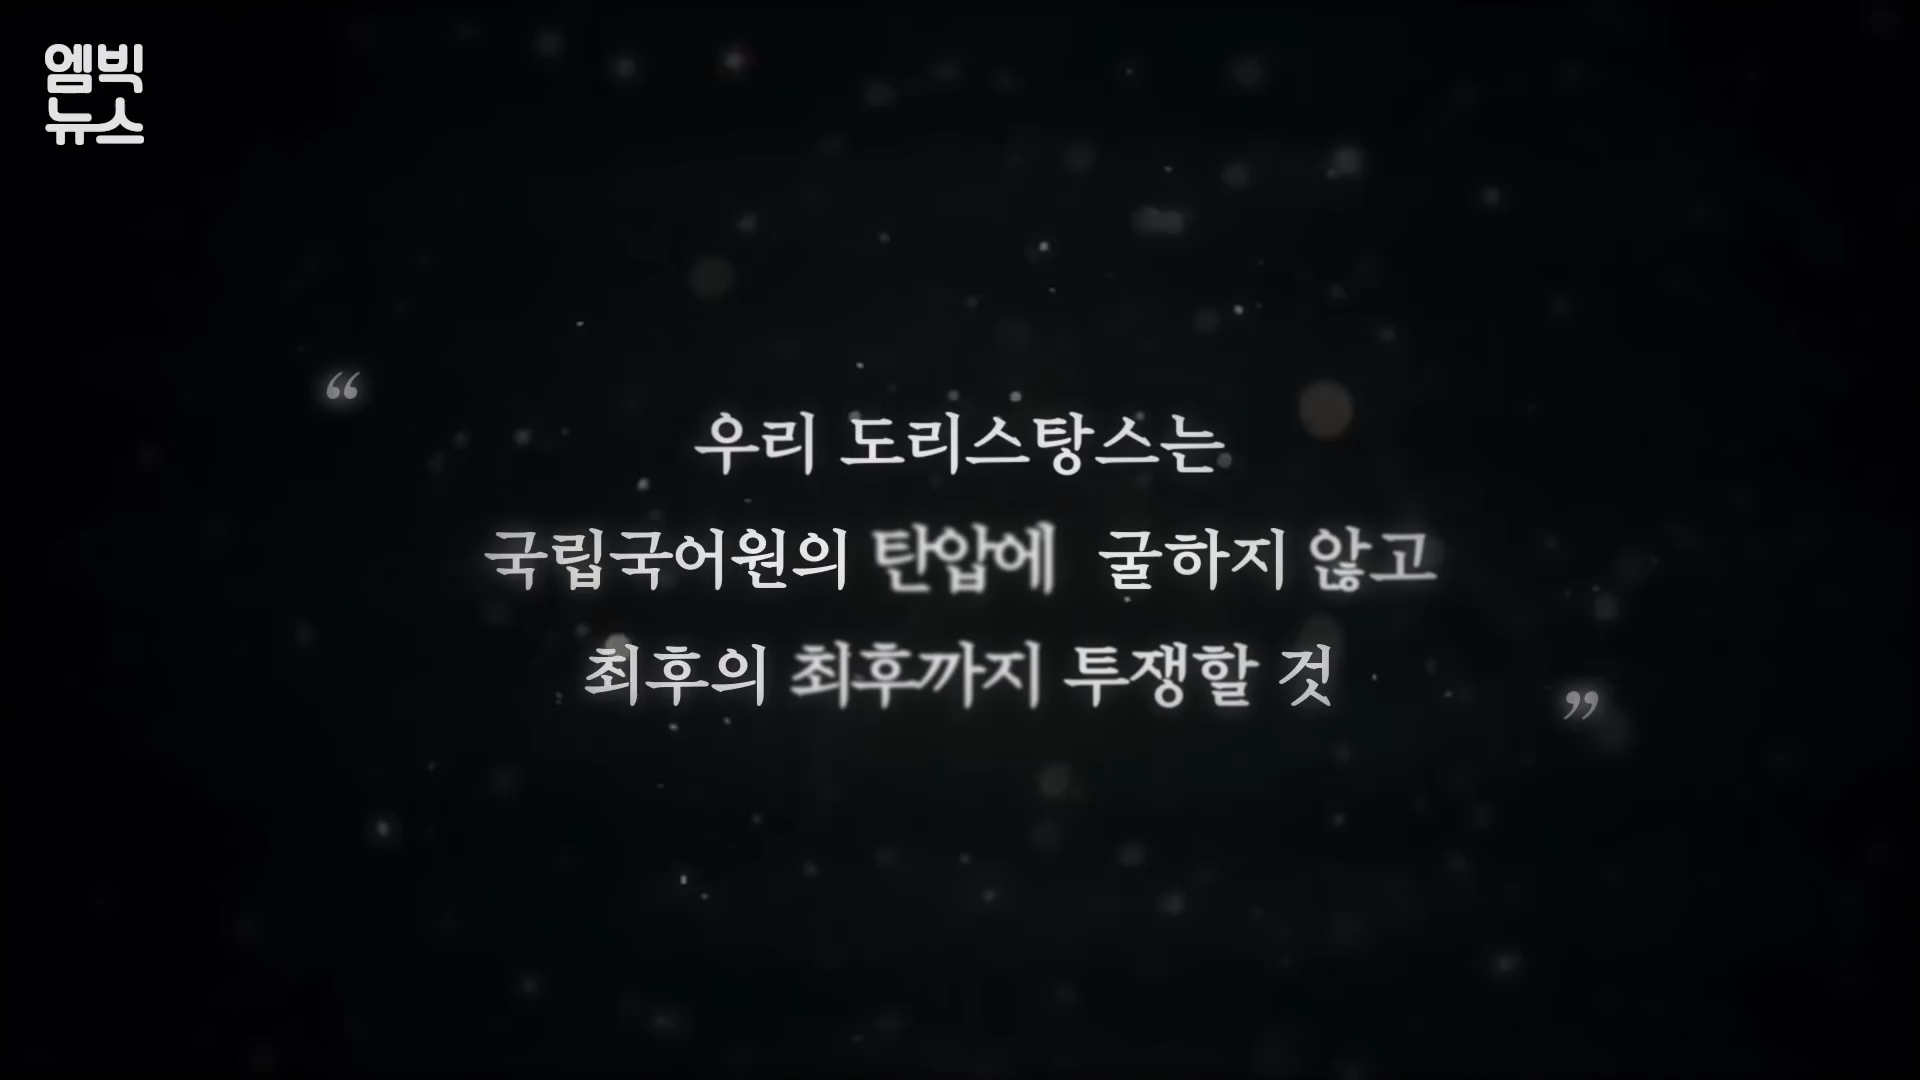 엠빅
뉴스
“
우리 도리스탕스는
국립국어원의 탄압에 굴하지 않고
최후의 최후까지 투쟁할 것
”